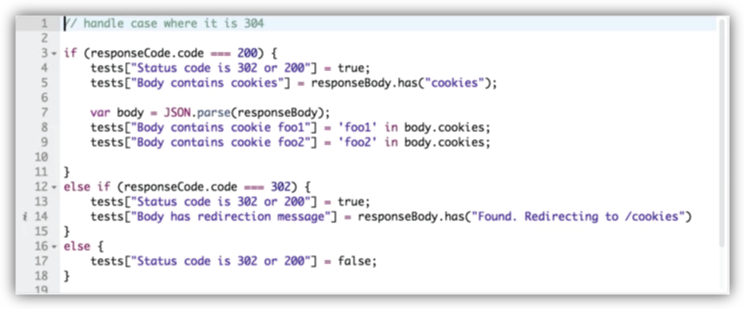 1 // handle case where it is 304
2
3 if (responseCode.code === 200) {
4 tests["Status code is 302 or 200"] = true;
5 tests["Body contains cookies"] = responseBody.has("cookies");
6
7 var body = JSON.parse(responseBody);
8 tests["Body contains cookie foo1"] = 'foo1' in body.cookies;
9 tests["Body contains cookie foo2"] = 'foo2' in body.cookies;
10
11 }
12 else if (responseCode.code === 302) {
13 tests["Status code is 302 or 200"] = true;
i 14 tests["Body has redirection message"] = responseBody.has("Found. Redirecting to /cookies")
15 }
16 else {
17 tests["Status code is 302 or 200"] = false;
18 }
19